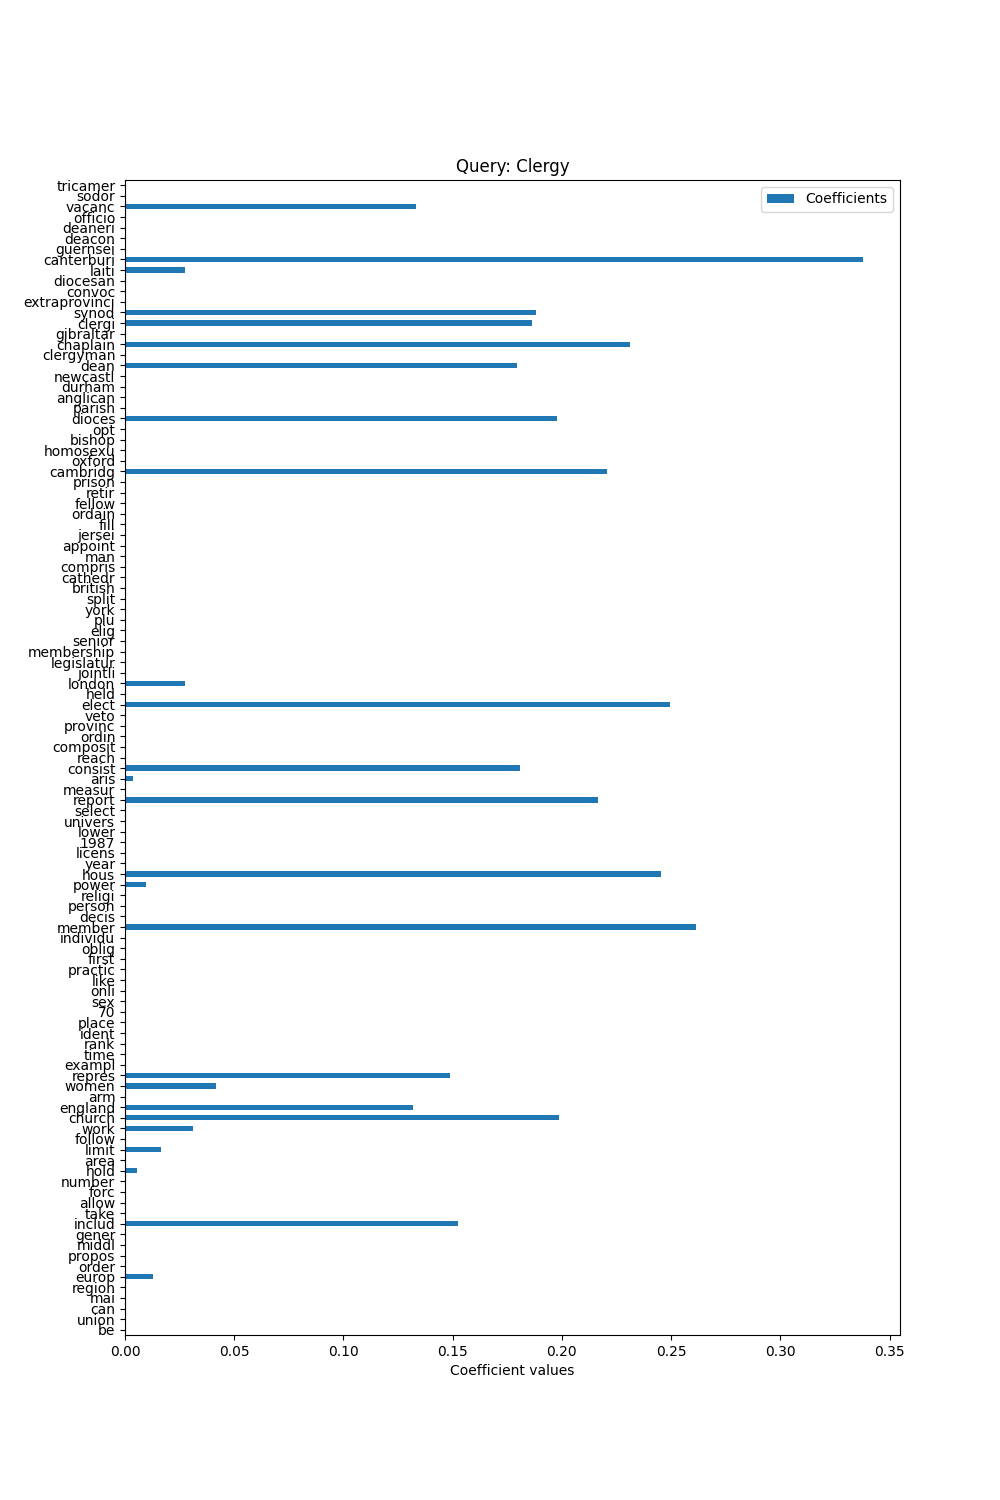 Query: Clergy
Coefficients
tricamer
sodor
vacanc
officio
deaneri
deacon
guernsei
canterburi
laiti
diocesan
convoc
extraprovinci
synod
clergi
gibraltar
chaplain
clergyman
dean
newcastl
durham
anglican
parish
dioces
opt
bishop
homosexu
oxford
cambridg
prison
retir
fellow
ordain
fill
jersei
appoint
man
compris
cathedr
british
split
york
plu
elig
senior
membership
legislatur
jointli
london
held
elect
veto
provinc
ordin
composit
reach
consist
aris
measur
report
select
univers
lower
1987
licens
year
hous
power
religi
person
decis
member
individu
oblig
first
practic
like
onli
sex
70
place
ident
rank
time
exampl
repres
women
arm
england
church
work
follow
limit
area
hold
number
forc
allow
take
includ
gener
middl
propos
order
europ
region
mai
can
union
be
0.00 0.05 0.10 0.15 0.20 0.25 0.30 0.35
Coefficient values